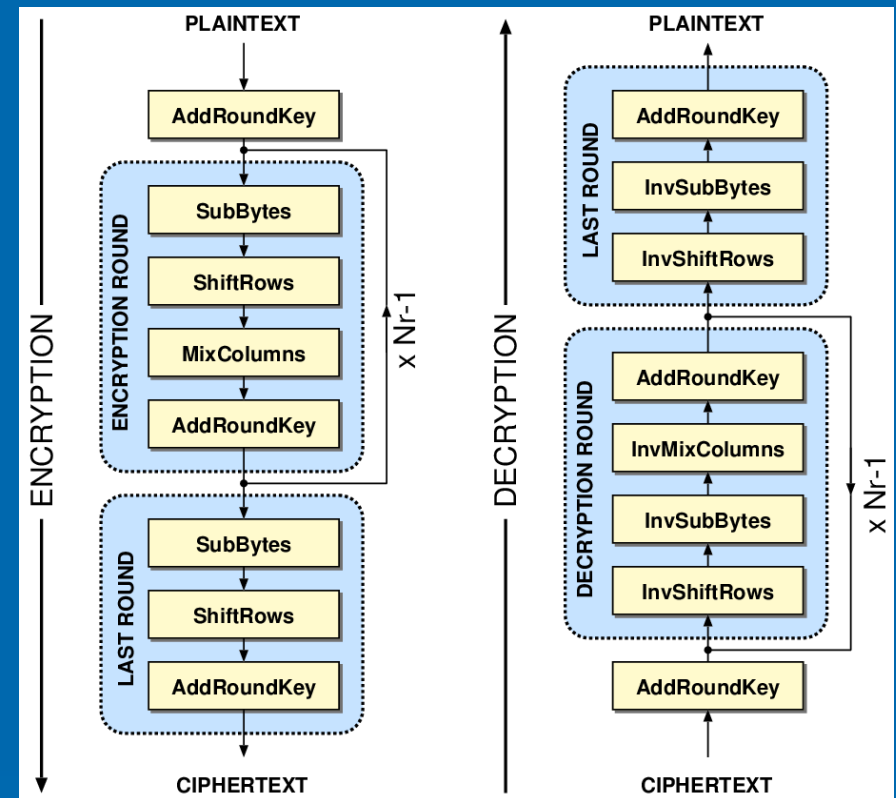 PLAINTEXT
AddRoundKey
ENCRYPTION ROUND
SubBytes
ShiftRows
MixColumns
AddRoundKey
x Nr-1
LAST ROUND
SubBytes
ShiftRows
AddRoundKey
CIPHERTEXT
ENCRYPTION
PLAINTEXT
LAST ROUND
AddRoundKey
InvSubBytes
InvShiftRows
DECRYPTION ROUND
AddRoundKey
InvMixColumns
InvSubBytes
InvShiftRows
x Nr-1
AddRoundKey
CIPHERTEXT
DECRYPTION